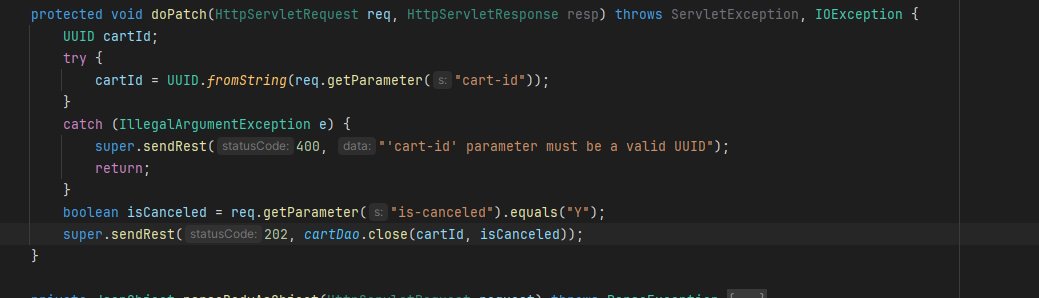 protected void doPatch(HttpServletRequest req, HttpServletResponse resp) throws ServletException, IOException {
UUID cartId;
try {
cartId = UUID.fromString(req.getParameter( s: "cart-id"));
}
catch (IllegalArgumentException e) {
super.sendRest( statusCode: 400, data: "'cart-id' parameter must be a valid UUID");
return;
}
boolean isCanceled = req.getParameter( s: "is-canceled").equals("Y");
super.sendRest( statusCode: 202, cartDao.close(cartId, isCanceled));
}